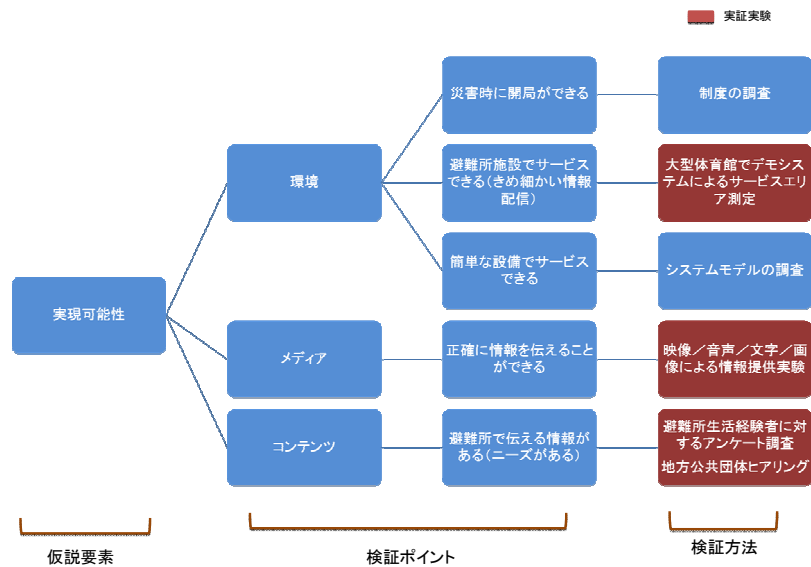 実証実験
災害時に開局ができる
制度の調査
環境
避難所施設でサービス
できる(きめ細かい情報
配信)
大型体育館でデモシス
テムによるサービスエリ
ア測定
簡単な設備でサービス
できる
システムモデルの調査
実現可能性
メディア
正確に情報を伝えること
ができる
映像/音声/文字/画
像による情報提供実験
コンテンツ
避難所で伝える情報が
ある(ニーズがある)
避難所生活経験者に対
するアンケート調査
地方公共団体ヒアリング
仮説要素
検証ポイント
検証方法